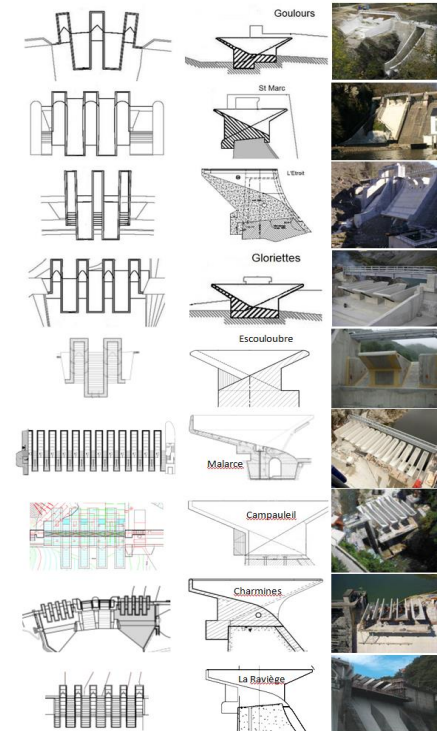 Goulours
St Marc
L'Etroit
Gloriettes
Escouloubre
Malarce
Campauleil
Charmines
La Raviège